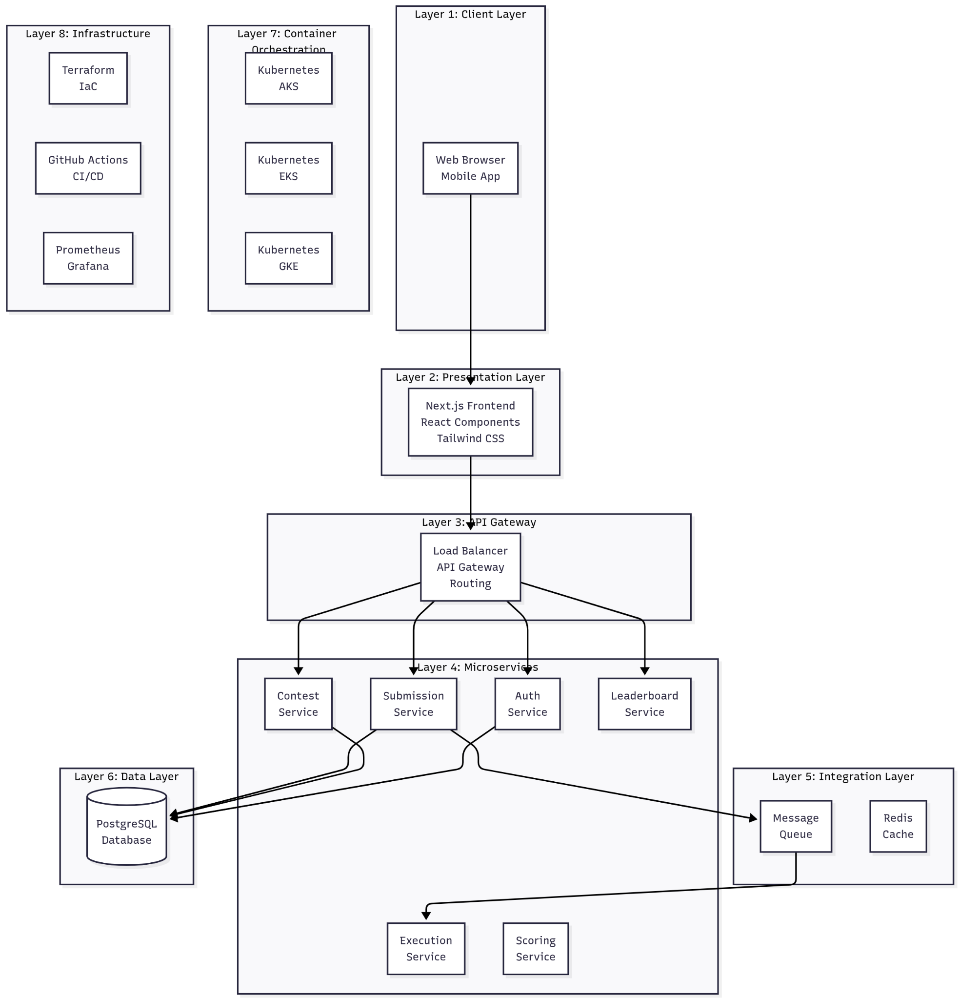 Layer 1: Client Layer
Layer 8: Infrastructure
Layer 7: Container
Orchestration
Terraform
IaC
Kubernetes
AKS
GitHub Actions
CI/CD
Kubernetes
EKS
Web Browser
Mobile App
Prometheus
Grafana
Kubernetes
GKE
Layer 2: Presentation Layer
Next.js Frontend
React Components
Tailwind CSS
Layer 3: API Gateway
Load Balancer
API Gateway
Routing
Layer 4: Microservices
Contest
Service
Submission
Service
Auth
Service
Leaderboard
Service
Layer 6: Data Layer
PostgreSQL
Database
Layer 5: Integration Layer
Message
Queue
Redis
Cache
Execution
Service
Scoring
Service